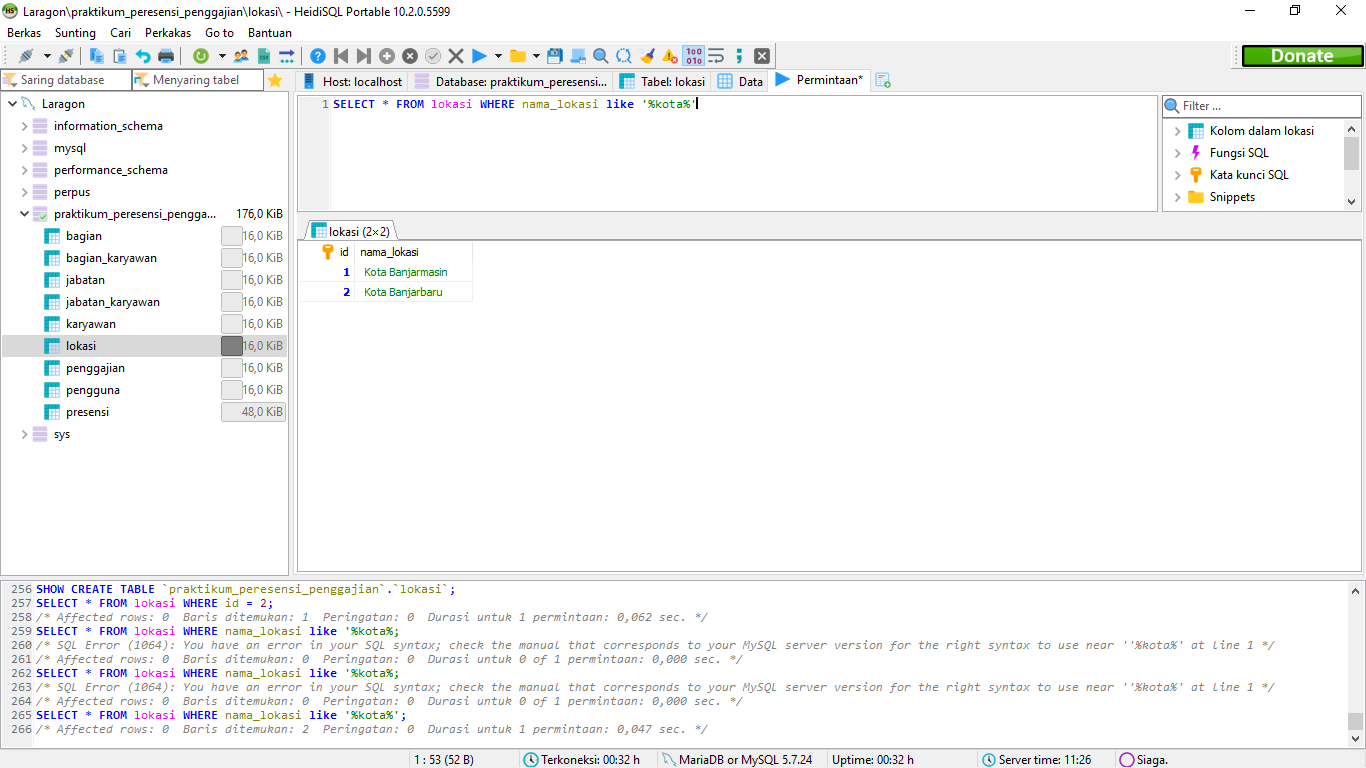 HS Laragon\praktikum_peresensi_penggajian\lokasi\ - HeidiSQL Portable 10.2.0.5599
Berkas Sunting Cari Perkakas Go to Bantuan
Donate
Saring database Menyaring tabel
Host: localhost Database: praktikum_peresensi... Tabel: lokasi Data Permintaan*
Laragon
information_schema
mysql
performance_schema
perpus
praktikum_peresensi_pengga... 176,0 KiB
bagian 16,0 KiB
bagian_karyawan 16,0 KiB
jabatan 16,0 KiB
jabatan_karyawan 16,0 KiB
karyawan 16,0 KiB
lokasi 16,0 KiB
penggajian 16,0 KiB
pengguna 16,0 KiB
presensi 48,0 KiB
sys
1 SELECT * FROM lokasi WHERE nama_lokasi like '%kota%'
Filter ...
Kolom dalam lokasi
Fungsi SQL
Kata kunci SQL
Snippets
lokasi (2×2)
id nama_lokasi
1 Kota Banjarmasin
2 Kota Banjarbaru
256 SHOW CREATE TABLE `praktikum_peresensi_penggajian`.`lokasi`;
257 SELECT * FROM lokasi WHERE id = 2;
258 /* Affected rows: 0 Baris ditemukan: 1 Peringatan: 0 Durasi untuk 1 permintaan: 0,062 sec. */
259 SELECT * FROM lokasi WHERE nama_lokasi like '%kota%;
260 /* SQL Error (1064): You have an error in your SQL syntax; check the manual that corresponds to your MySQL server version for the right syntax to use near ''%kota%' at line 1 */
261 /* Affected rows: 0 Baris ditemukan: 0 Peringatan: 0 Durasi untuk 0 of 1 permintaan: 0,000 sec. */
262 SELECT * FROM lokasi WHERE nama_lokasi like '%kota%;
263 /* SQL Error (1064): You have an error in your SQL syntax; check the manual that corresponds to your MySQL server version for the right syntax to use near ''%kota%' at line 1 */
264 /* Affected rows: 0 Baris ditemukan: 0 Peringatan: 0 Durasi untuk 0 of 1 permintaan: 0,000 sec. */
265 SELECT * FROM lokasi WHERE nama_lokasi like '%kota%';
266 /* Affected rows: 0 Baris ditemukan: 2 Peringatan: 0 Durasi untuk 1 permintaan: 0,047 sec. */
1 : 53 (52 B) Terkoneksi: 00:32 h MariaDB or MySQL 5.7.24 Uptime: 00:32 h Server time: 11:26 Siaga.